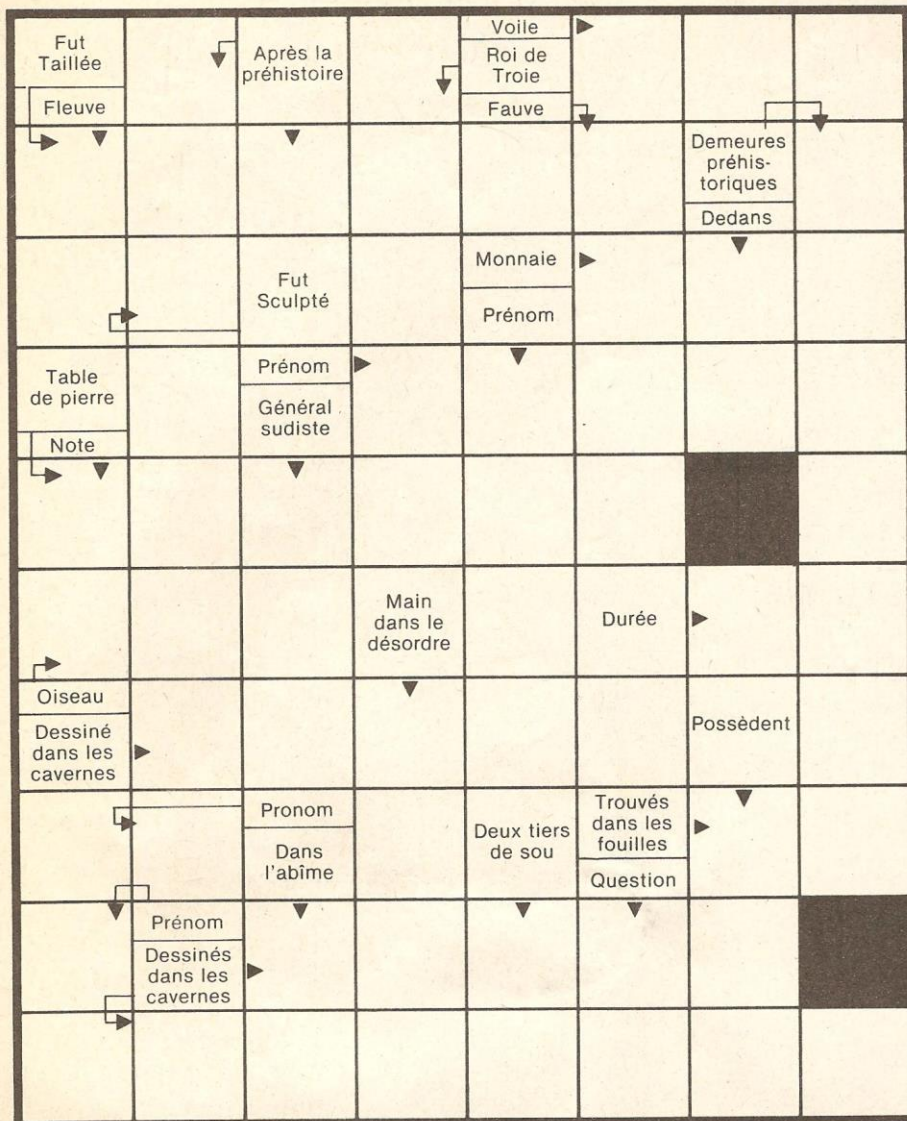 Fut
Taillée
Fleuve
Après la
préhistoire
Voile
Roi de
Troie
Fauve
Demeures
préhis-
toriques
Dedans
Fut
Sculpté
Monnaie
Prénom
Table
de pierre
Note
Prénom
Général
sudiste
Main
dans le
désordre
Durée
Oiseau
Dessiné
dans les
cavernes
Possèdent
Pronom
Dans
l'abîme
Deux tiers
de sou
Trouvés
dans les
fouilles
Question
Prénom
Dessinés
dans les
cavernes